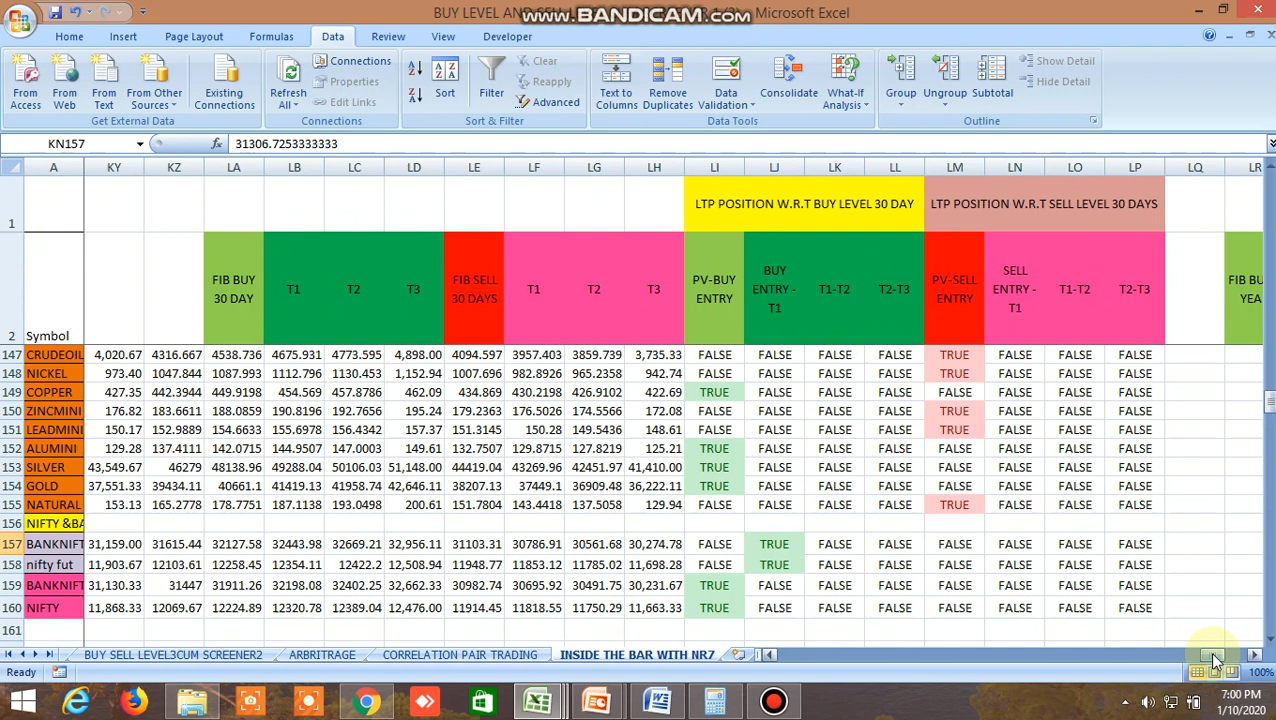 BUY LEVEL AND SELL
Microsoft Excel
www.BANDICAM.com
Home Insert Page Layout Formulas Data Review View Developer
From Access
From Web
From Text
From Other Sources
Existing Connections
Get External Data
Refresh All
Connections
Properties
Edit Links
Connections
Sort
Filter
Clear
Reapply
Advanced
Sort & Filter
Text to Columns
Remove Duplicates
Data Validation
Consolidate
What-If Analysis
Data Tools
Group
Ungroup
Subtotal
Show Detail
Hide Detail
Outline
KN157 fx 31306.7253333333
A KY KZ LA LB LC LD LE LF LG LH LI LJ LK LL LM LN LO LP LQ LR
1 LTP POSITION W.R.T BUY LEVEL 30 DAY LTP POSITION W.R.T SELL LEVEL 30 DAYS
2 Symbol FIB BUY 30 DAY T1 T2 T3 FIB SELL 30 DAYS T1 T2 T3 PV-BUY ENTRY BUY ENTRY - T1 T1-T2 T2-T3 PV-SELL ENTRY SELL ENTRY - T1 T1-T2 T2-T3 FIB BU YEA
147 CRUDEOIL 4,020.67 4316.667 4538.736 4675.931 4773.595 4,898.00 4094.597 3957.403 3859.739 3,735.33 FALSE FALSE FALSE FALSE TRUE FALSE FALSE FALSE
148 NICKEL 973.40 1047.844 1087.993 1112.796 1130.453 1,152.94 1007.696 982.8926 965.2358 942.74 FALSE FALSE FALSE FALSE TRUE FALSE FALSE FALSE
149 COPPER 427.35 442.3944 449.9198 454.569 457.8786 462.09 434.869 430.2198 426.9102 422.69 TRUE FALSE FALSE FALSE FALSE FALSE FALSE FALSE
150 ZINCMINI 176.82 183.6611 188.0859 190.8196 192.7656 195.24 179.2363 176.5026 174.5566 172.08 FALSE FALSE FALSE FALSE TRUE FALSE FALSE FALSE
151 LEADMINI 150.17 152.9889 154.6633 155.6978 156.4342 157.37 151.3145 150.28 149.5436 148.61 FALSE FALSE FALSE FALSE TRUE FALSE FALSE FALSE
152 ALUMINI 129.28 137.4111 142.0715 144.9507 147.0003 149.61 132.7507 129.8715 127.8219 125.21 TRUE FALSE FALSE FALSE FALSE FALSE FALSE FALSE
153 SILVER 43,549.67 46279 48138.96 49288.04 50106.03 51,148.00 44419.04 43269.96 42451.97 41,410.00 TRUE FALSE FALSE FALSE FALSE FALSE FALSE FALSE
154 GOLD 37,551.33 39434.11 40661.1 41419.13 41958.74 42,646.11 38207.13 37449.1 36909.48 36,222.11 TRUE FALSE FALSE FALSE FALSE FALSE FALSE FALSE
155 NATURAL 153.13 165.2778 178.7751 187.1138 193.0498 200.61 151.7804 143.4418 137.5058 129.94 FALSE FALSE FALSE FALSE TRUE FALSE FALSE FALSE
156 NIFTY &BA
157 BANKNIFT 31,159.00 31615.44 32127.58 32443.98 32669.21 32,956.11 31103.31 30786.91 30561.68 30,274.78 FALSE TRUE FALSE FALSE FALSE FALSE FALSE FALSE
158 nifty fut 11,903.67 12103.61 12258.45 12354.11 12422.2 12,508.94 11948.77 11853.11 11785.02 11,698.28 FALSE TRUE FALSE FALSE FALSE FALSE FALSE FALSE
159 BANKNIFT 31,130.33 31447 31911.26 32198.08 32402.25 32,662.33 30982.74 30695.92 30491.75 30,231.67 TRUE FALSE FALSE FALSE FALSE FALSE FALSE FALSE
160 NIFTY 11,868.33 12069.67 12224.89 12320.78 12389.04 12,476.00 11914.45 11818.55 11750.29 11,663.33 TRUE FALSE FALSE FALSE FALSE FALSE FALSE FALSE
161
BUY SELL LEVEL3CUM SCREENER2 ARBRITRAGE CORRELATION PAIR TRADING INSIDE THE BAR WITH NR7
Ready 100%
7:00 PM
1/10/2020